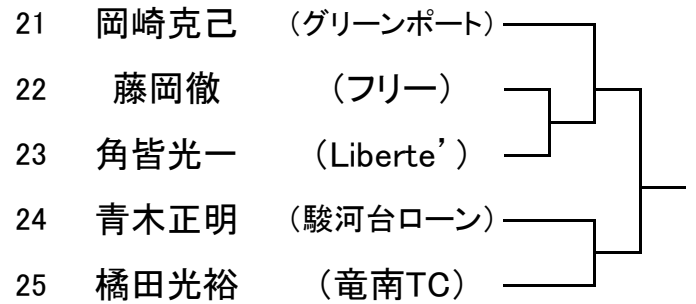 21 岡崎克己 （グリーンポート）
22 藤岡徹 （フリー）
23 角皆光一 （Liberte’）
24 青木正明 （駿河台ローン）
25 橘田光裕 （竜南TC）